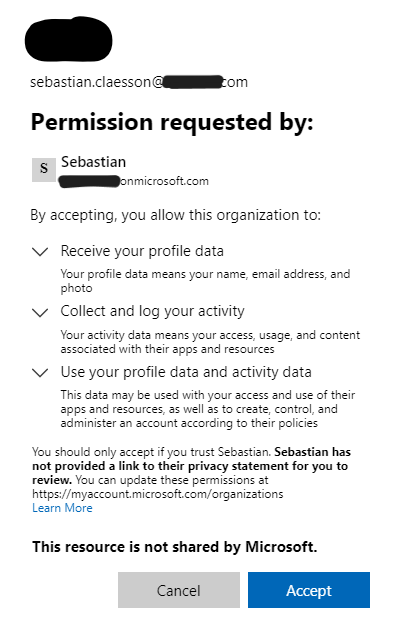 sebastian.claesson@ com
Permission requested by:
S
Sebastian
onmicrosoft.com
By accepting, you allow this organization to:
Receive your profile data
Your profile data means your name, email address, and
photo
Collect and log your activity
Your activity data means your access, usage, and content
associated with their apps and resources
Use your profile data and activity data
This data may be used with your access and use of their
apps and resources, as well as to create, control, and
administer an account according to their policies
You should only accept if you trust Sebastian. Sebastian has
not provided a link to their privacy statement for you to
review. You can update these permissions at
https://myaccount.microsoft.com/organizations
Learn More
This resource is not shared by Microsoft.
Cancel
Accept